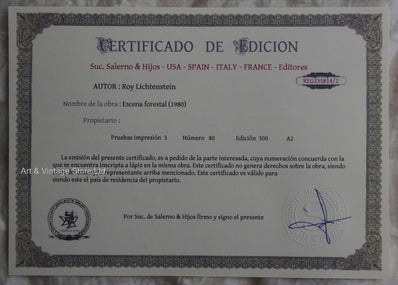 CERTIFICADO DE EDICION
Suc. Salerno & Hijos - USA - SPAIN - ITALY - FRANCE - Editores
REG235814/2
AUTOR : Roy Lichtenstein
Nombre de la obra : Escena forestal (1980)
Propietario :
Pruebas impresión 3 Número 80 Edición 300 A2
La emisión del presente certificado, es a pedido de la parte interesada, cuya numeración concuerda con la
que se encuentra inscripta a lápiz en la misma obra. Este certificado no genera derechos sobre la obra, siendo
representante arriba mencionado. Este certificado es válido para
siendo este el país de residencia del propietario.
Art & Vintage Store Ltd.
Por Suc. de Salerno & Hijos firmo y signo el presente